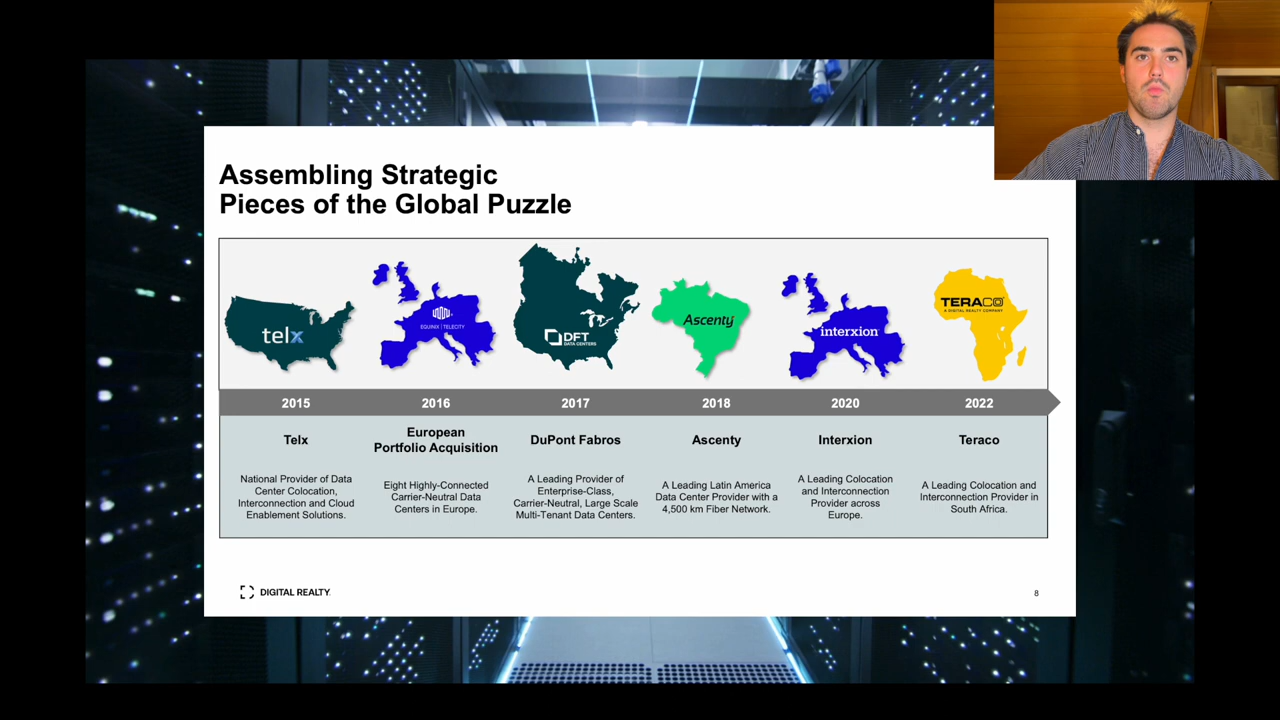 Assembling Strategic
Pieces of the Global Puzzle
telx
EQUINIX | TELECITY
DFT
DATA CENTERS
Ascenty
interxion
TERACO
A DIGITAL REALTY COMPANY
2015
2016
2017
2018
2020
2022
Telx
European
Portfolio Acquisition
DuPont Fabros
Ascenty
Interxion
Teraco
National Provider of Data
Center Colocation,
Interconnection and Cloud
Enablement Solutions.
Eight Highly-Connected
Carrier-Neutral Data
Centers in Europe.
A Leading Provider of
Enterprise-Class,
Carrier-Neutral, Large Scale
Multi-Tenant Data Centers.
A Leading Latin America
Data Center Provider with a
4,500 km Fiber Network.
A Leading Colocation
and Interconnection
Provider across
Europe.
A Leading Colocation and
Interconnection Provider in
South Africa.
DIGITAL REALTY
8